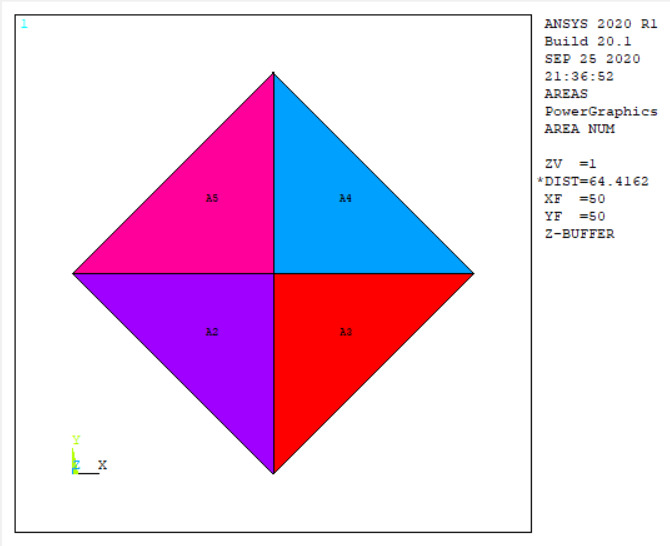 1
ANSYS 2020 R1
Build 20.1
SEP 25 2020
21:36:52
AREAS
PowerGraphics
AREA NUM
ZV =1
*DIST=64.4162
XF =50
YF =50
Z-BUFFER
A5 A4
A2 A3
Y
Z X